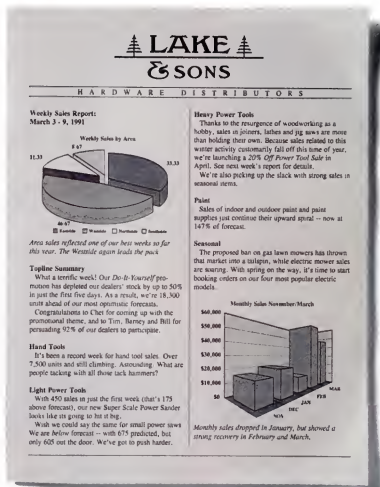 LAKE
& SONS
HARDWARE DISTRIBUTORS
Weekly Sales Report:
March 3 - 9, 1991
Weekly Sales by Area
8.67
11.33
33.33
46.67
Eastside Westside Northside Southside
Area sales reflected one of our best weeks so far
this year. The Westside again leads the pack
Topline Summary
What a terrific week! Our Do-It-Yourself pro-
motion has depleted our dealers' stock by up to 50%
in just the first five days. As a result, we're 18,300
units ahead of our most optimistic forecasts.
Congratulations to Chet for coming up with the
promotional theme, and to Tim, Barney and Bill for
persuading 92% of our dealers to participate.
Hand Tools
It's been a record week for hand tool sales. Over
7,500 units and still climbing. Astounding. What are
people tacking with all those tack hammers?
Light Power Tools
With 450 sales in just the first week (that's 175
above forecast), our new Super Scale Power Sander
looks like its going to hit it big.
Wish we could say the same for small power saws
We are below forecast -- with 675 predicted, but
only 605 out the door. We've got to push harder.
Heavy Power Tools
Thanks to the resurgence of woodworking as a
hobby, sales in joiners, lathes and jig saws are more
than holding their own. Because sales related to this
winter activity customarily fall off this time of year,
we're launching a 20% Off Power Tool Sale in
April. See next week's report for details.
We're also picking up the slack with strong sales in
seasonal items.
Paint
Sales of indoor and outdoor paint and paint
supplies continue their upward spiral -- now at
147% of forecast.
Seasonal
The proposed ban on gas lawn mowers has thrown
that market into a tailspin, while electric mower sales
are soaring. With spring on the way, it's time to start
booking orders on our four most popular electric
models.
Monthly Sales November/March
$60,000
$50,000
$40,000
$30,000
$20,000
$10,000
$0
NOV
DEC
JAN
FEB
MAR
Monthly sales dropped in January, but showed a
strong recovery in February and March.